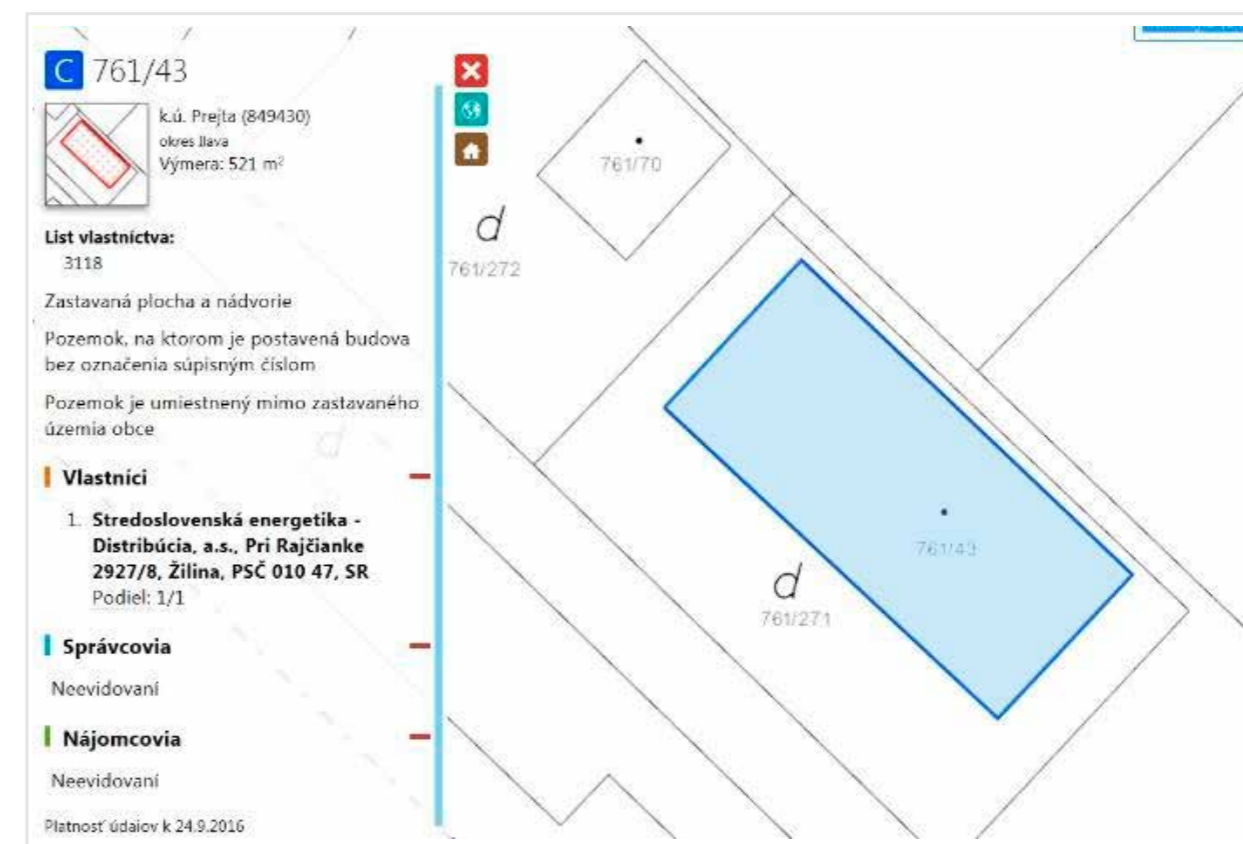 C 761/43
k.ú. Prejta (849430)
okres Ilava
Výmera: 521 m²
List vlastníctva:
3118
Zastavaná plocha a nádvorie
Pozemok, na ktorom je postavená budova
bez označenia súpisným číslom
Pozemok je umiestnený mimo zastavaného
územia obce
Vlastníci
1. Stredoslovenská energetika -
Distribúcia, a.s., Pri Rajčianke
2927/8, Žilina, PSČ 010 47, SR
Podiel: 1/1
Správcovia
Neevidovaní
Nájomcovia
Neevidovaní
Platnosť údajov k 24.9.2016
761/70
d
761/272
761/43
d
761/271